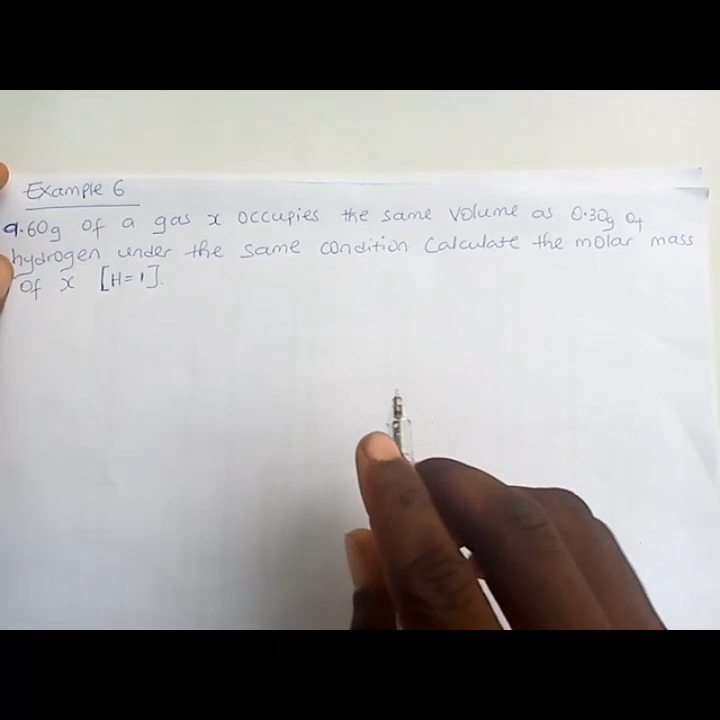 Example 6
9.60g of a gas x occupies the same volume as 0.30g of
hydrogen under the same condition Calculate the molar mass
of x [H=1].